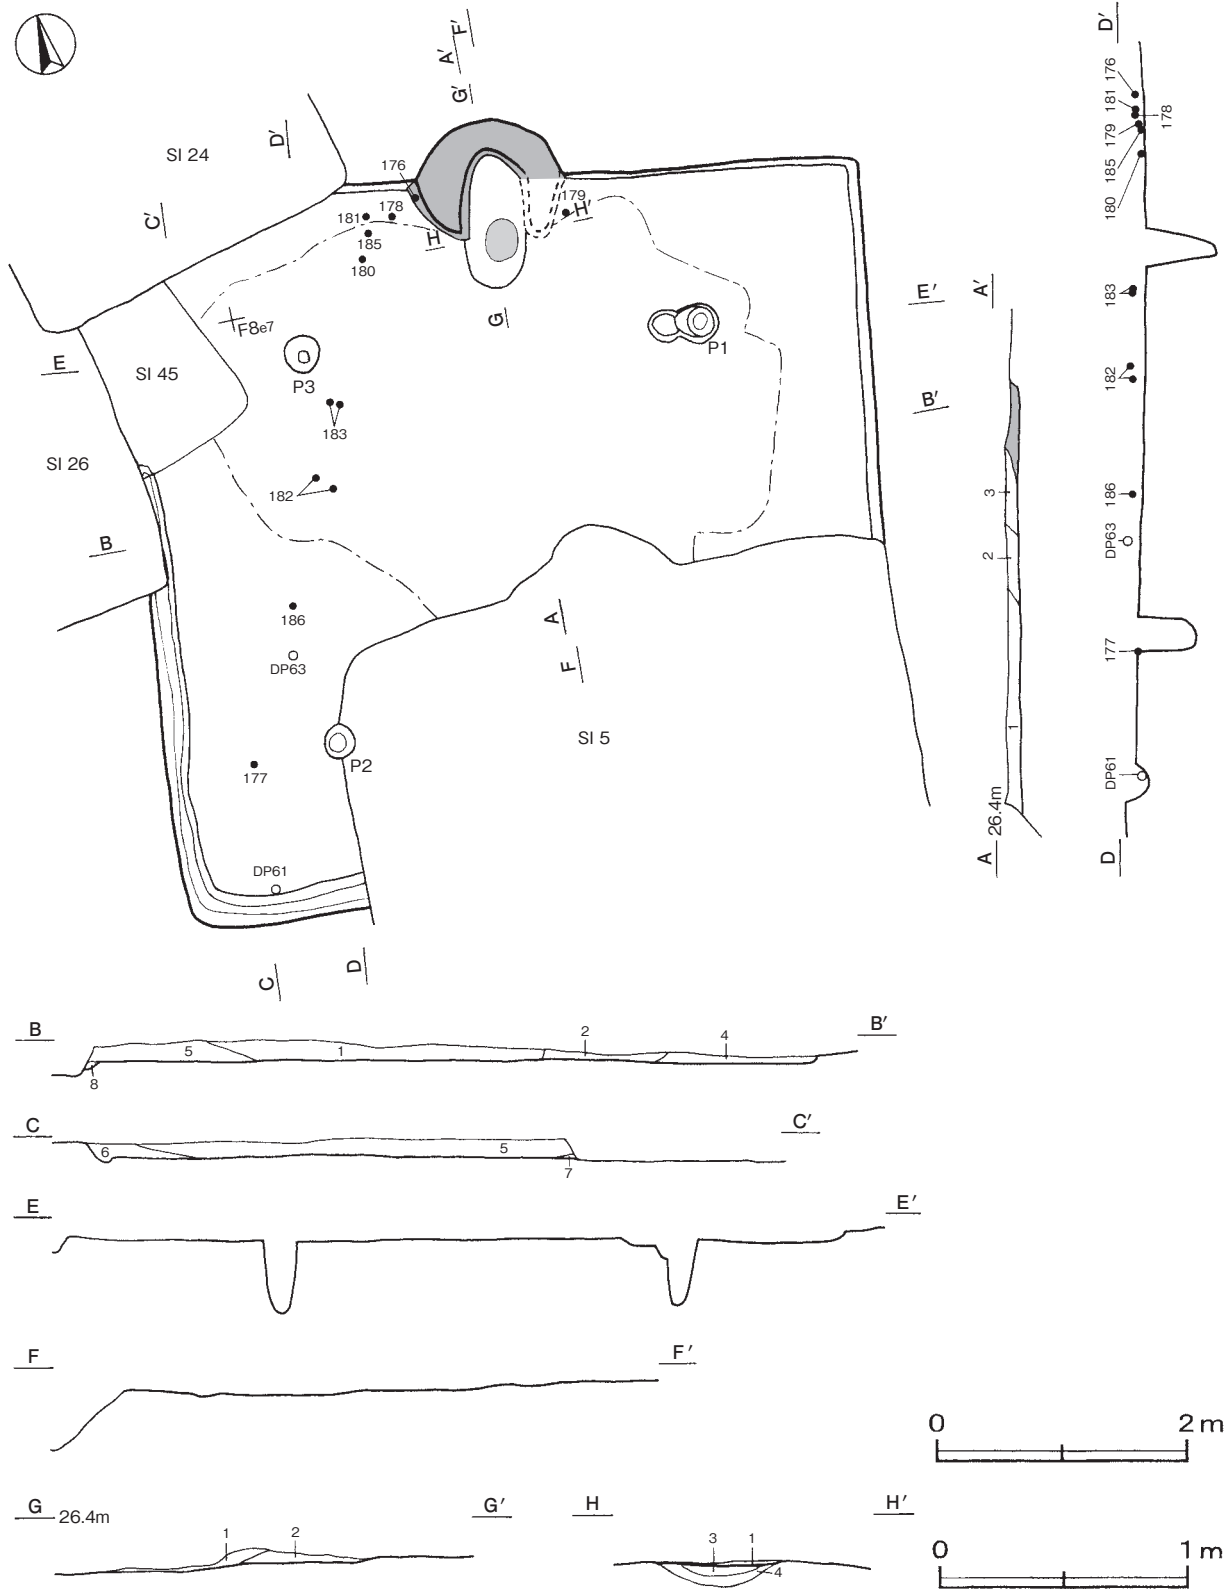 F′
A′
G′
D′
SI 24
D′
C′
176
181
178
179
185
180
176
178
181
185
180
179
H
H′
G
E′
A′
F8e7
P3
P1
E
SI 45
183
183
182
B′
SI 26
182
3
186
B
2
DP63
186
A
F
DP63
177
SI 5
1
P2
177
DP61
26.4m
A
D
DP61
C
D
B
5
1
2
4
B′
8
C
6
5
7
C′
E
E′
F
F′
0
2 m
G
26.4m
1
2
G′
H
3
1
4
H′
0
1 m